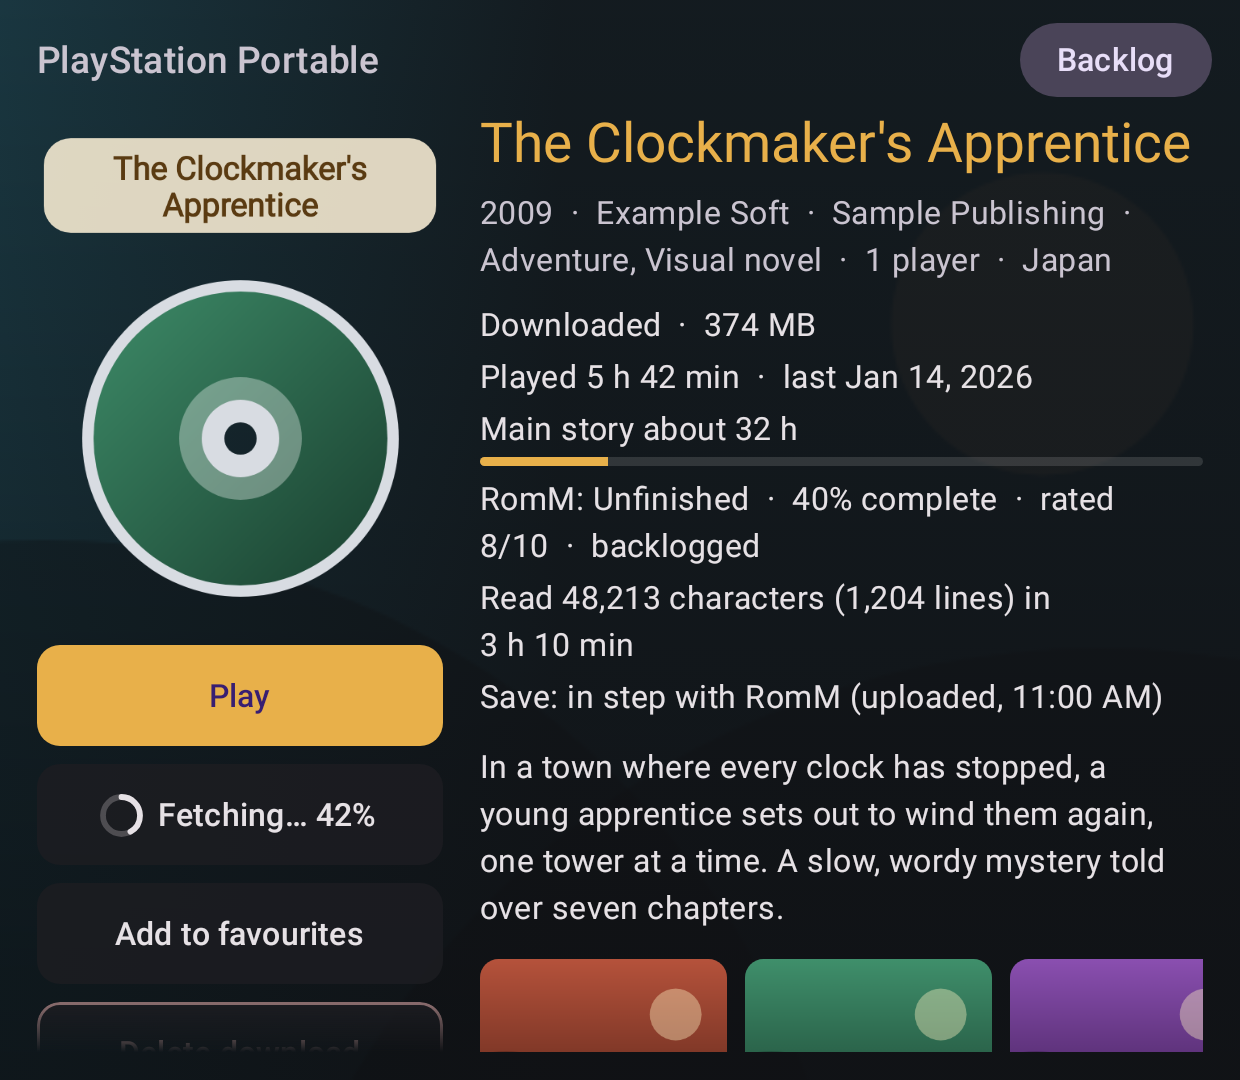 PlayStation Portable
Backlog
The Clockmaker's
Apprentice
Play
Fetching… 42%
Add to favourites
Delete download
The Clockmaker's Apprentice
2009 · Example Soft · Sample Publishing ·
Adventure, Visual novel · 1 player · Japan
Downloaded · 374 MB
Played 5 h 42 min · last Jan 14, 2026
Main story about 32 h
RomM: Unfinished · 40% complete · rated
8/10 · backlogged
Read 48,213 characters (1,204 lines) in
3 h 10 min
Save: in step with RomM (uploaded, 11:00 AM)
In a town where every clock has stopped, a
young apprentice sets out to wind them again,
one tower at a time. A slow, wordy mystery told
over seven chapters.